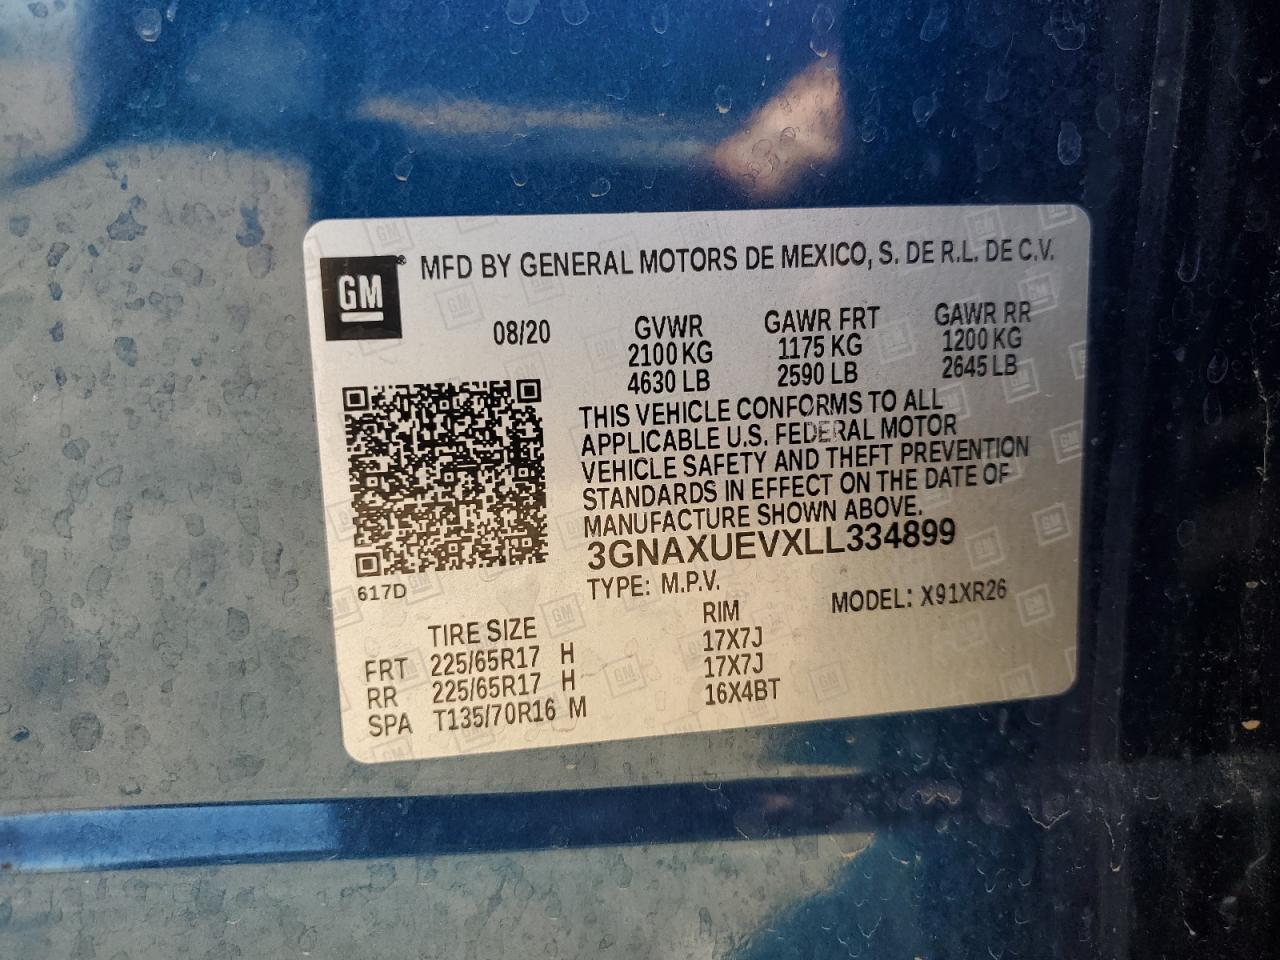 GM® MFD BY GENERAL MOTORS DE MEXICO, S. DE R.L. DE C.V.
08/20 GVWR GAWR FRT GAWR RR
2100 KG 1175 KG 1200 KG
4630 LB 2590 LB 2645 LB
THIS VEHICLE CONFORMS TO ALL
APPLICABLE U.S. FEDERAL MOTOR
VEHICLE SAFETY AND THEFT PREVENTION
STANDARDS IN EFFECT ON THE DATE OF
MANUFACTURE SHOWN ABOVE.
3GNAXUEVXLL334899
617D TYPE: M.P.V. MODEL: X91XR26
TIRE SIZE RIM
FRT 225/65R17 H 17X7J
RR 225/65R17 H 17X7J
SPA T135/70R16 M 16X4BT